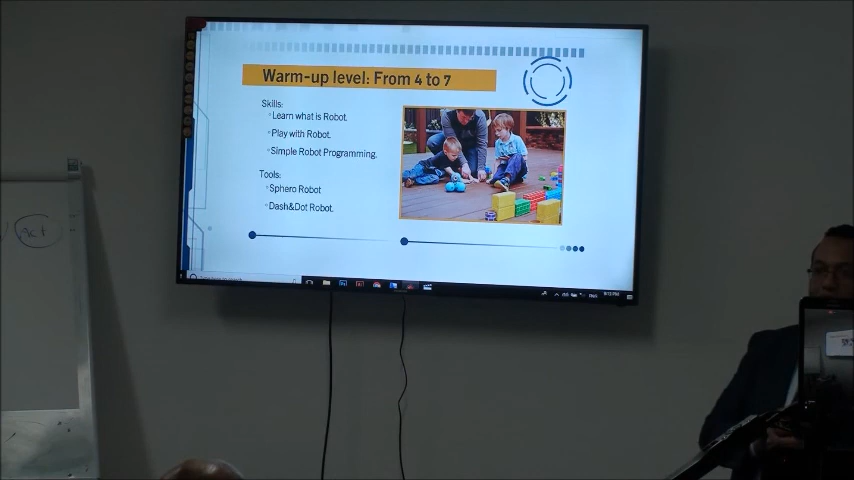 Warm-up level: From 4 to 7
Skills:
Learn what is Robot.
Play with Robot.
Simple Robot Programming.
Tools:
Sphero Robot
Dash&Dot Robot.